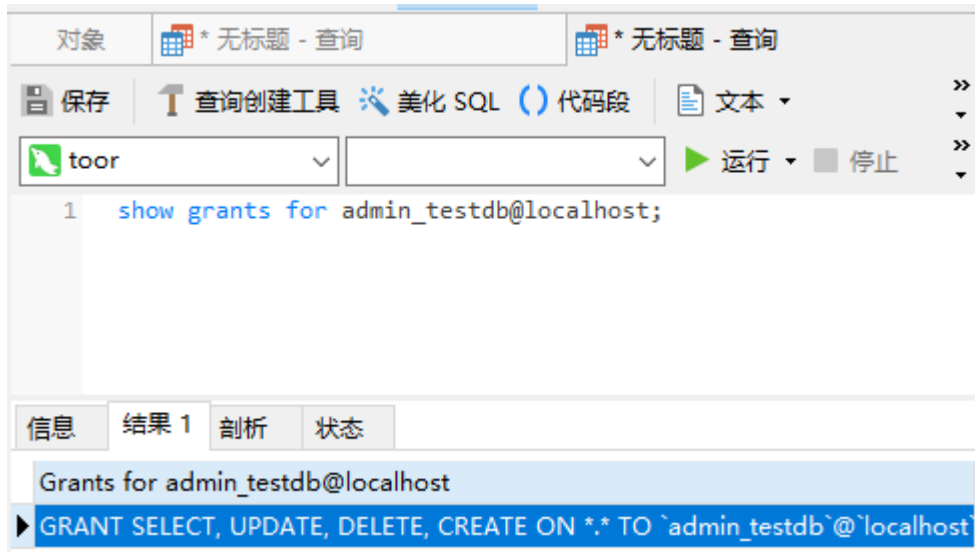 对象
* 无标题 - 查询
* 无标题 - 查询
保存 查询创建工具 美化 SQL () 代码段 文本
toor 运行 停止
1 show grants for admin_testdb@localhost;
信息 结果 1 剖析 状态
Grants for admin_testdb@localhost
GRANT SELECT, UPDATE, DELETE, CREATE ON *.* TO `admin_testdb`@`localhost`